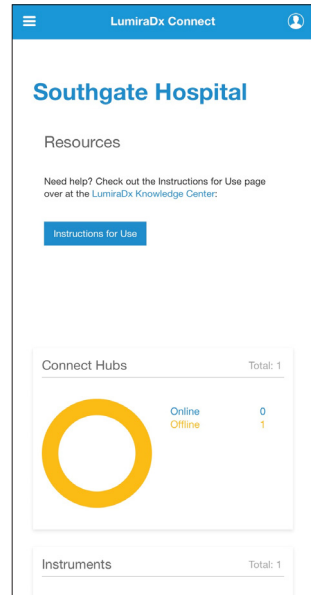 LumiraDx Connect
Southgate Hospital
Resources
Need help? Check out the Instructions for Use page
over at the LumiraDx Knowledge Center:
Instructions for Use
Connect Hubs Total: 1
Online 0
Offline 1
Instruments Total: 1